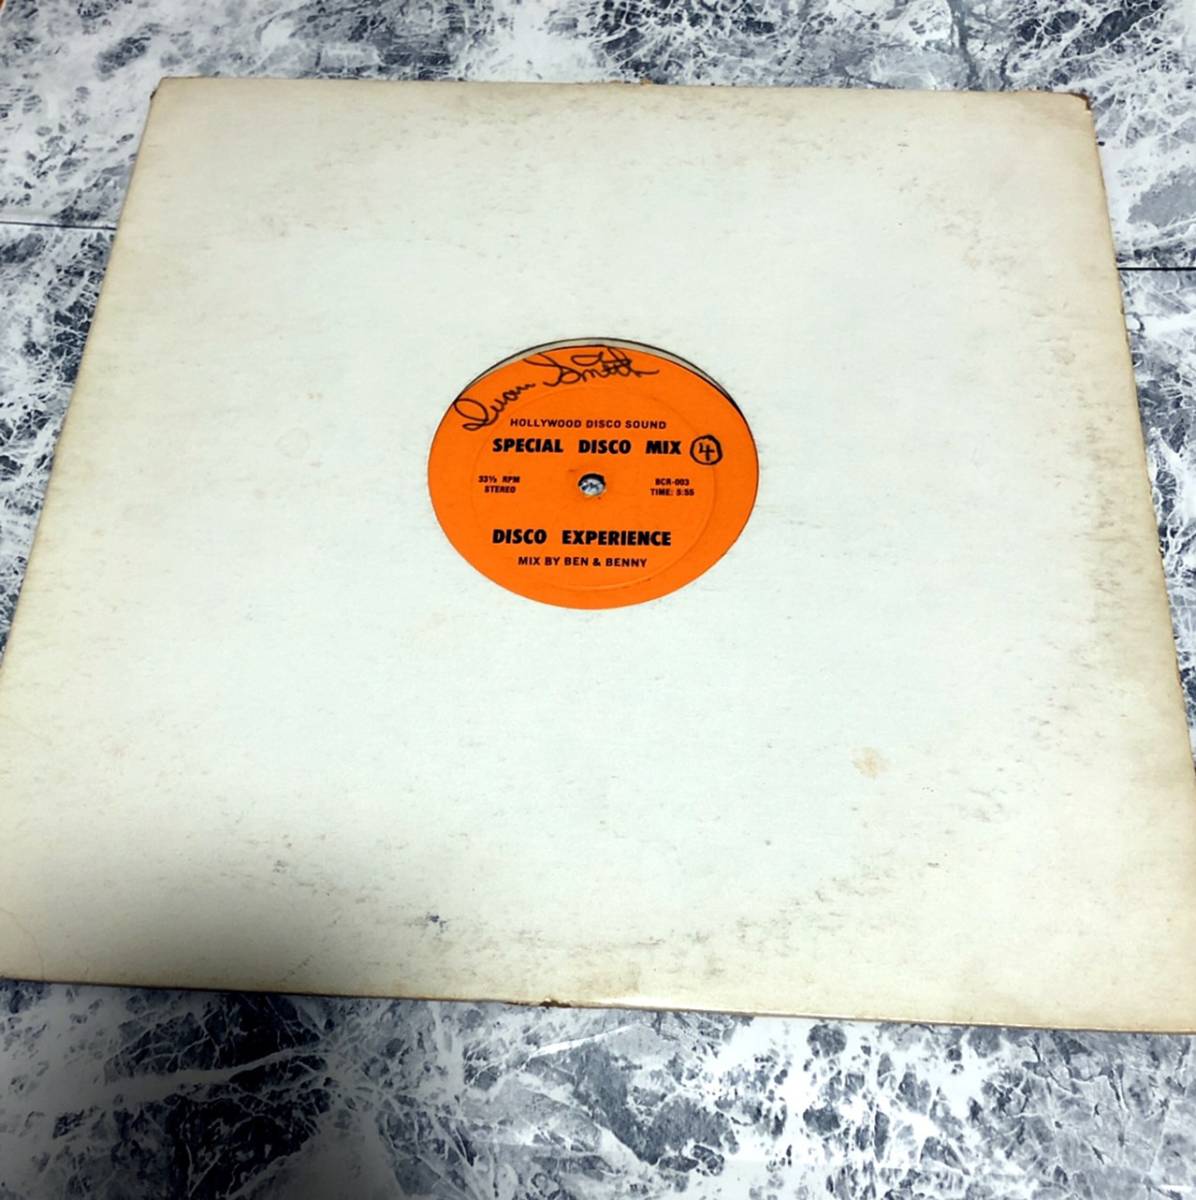 Smith
HOLLYWOOD DISCO SOUND
SPECIAL DISCO MIX 4
33⅓ RPM
STEREO
BCR-003
TIME: 5:55
DISCO EXPERIENCE
MIX BY BEN & BENNY